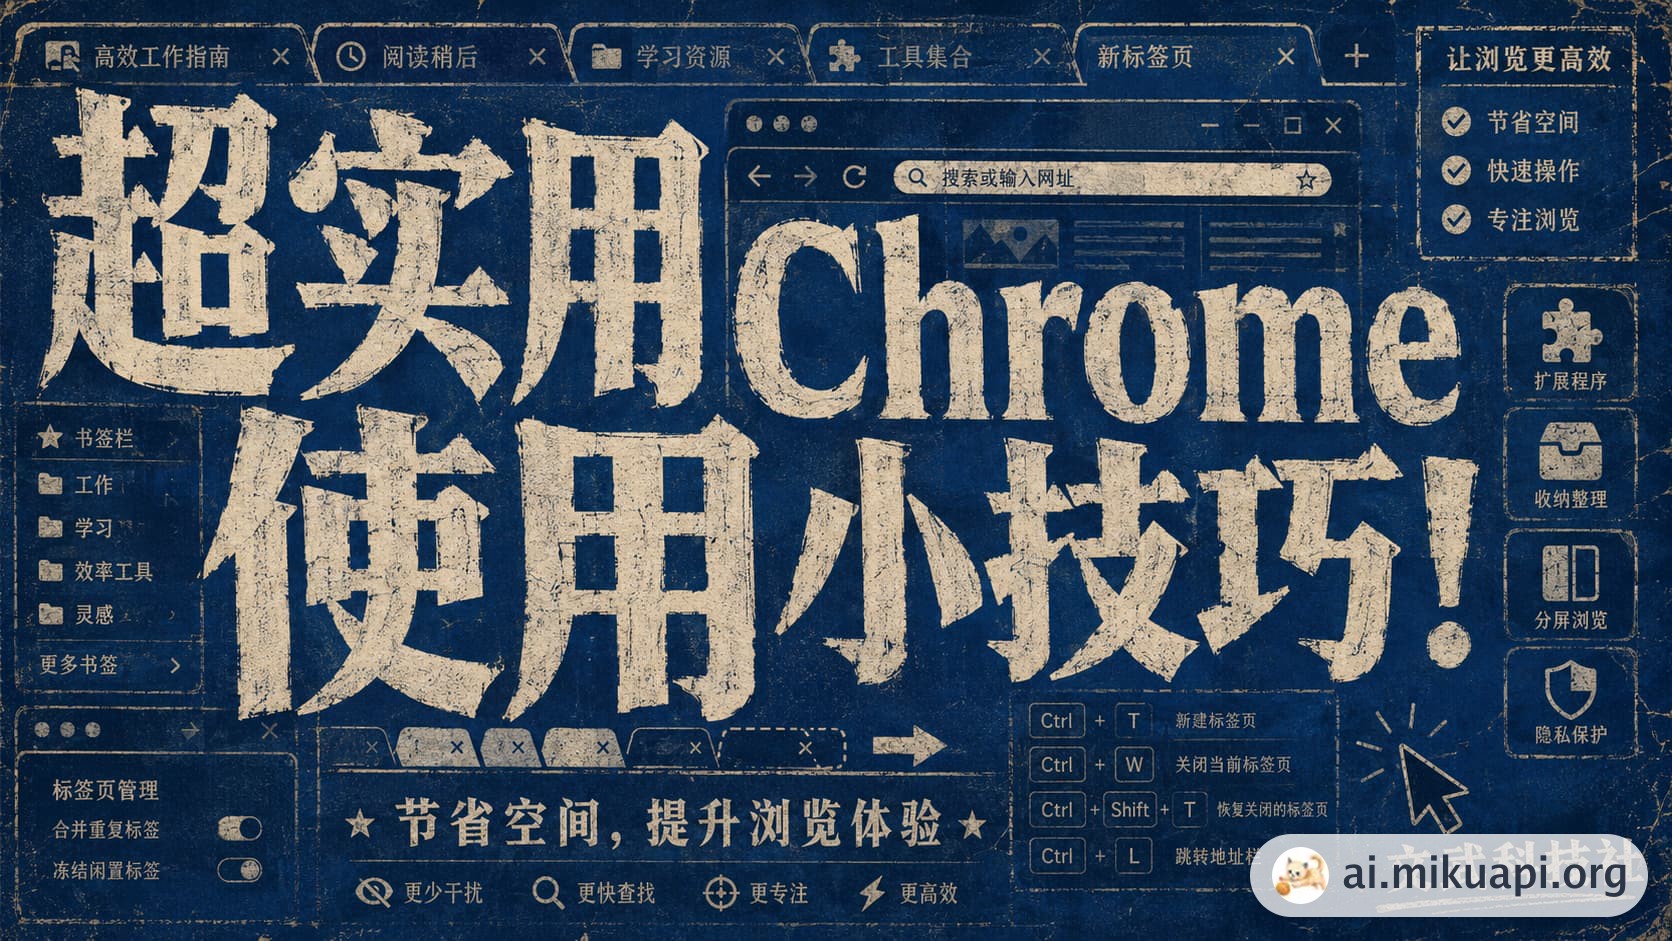 高效工作指南
阅读稍后
学习资源
工具集合
新标签页
让浏览更高效
节省空间
快速操作
专注浏览
搜索或输入网址
超实用Chrome
使用小技巧!
扩展程序
收纳整理
分屏浏览
隐私保护
书签栏
工作
学习
效率工具
灵感
更多书签
标签页管理
合并重复标签
冻结闲置标签
节省空间,提升浏览体验
更少干扰
更快查找
更专注
更高效
Ctrl + T 新建标签页
Ctrl + W 关闭当前标签页
Ctrl + Shift + T 恢复关闭的标签页
Ctrl + L 跳转地址栏
ai.mikuapi.org